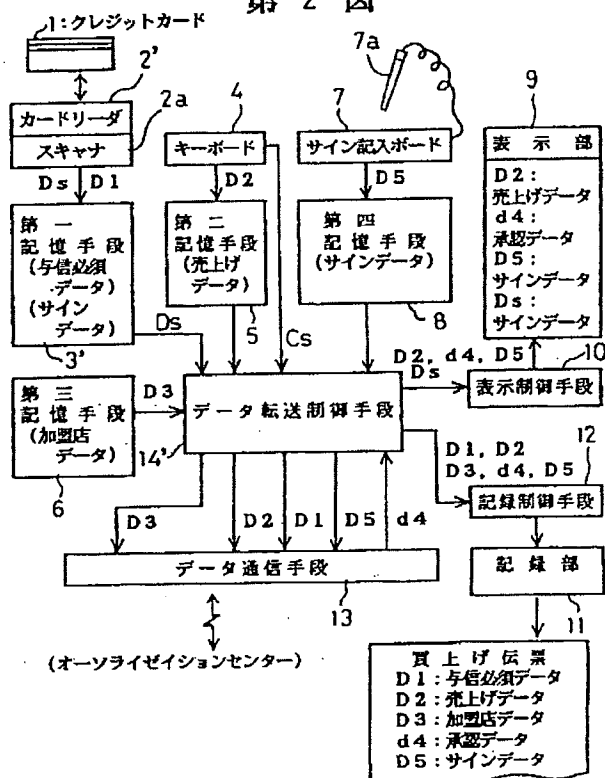 第2図
1:クレジットカード
2'
カードリーダ
スキャナ
2a
Ds D1
第一
記憶手段
(与信必須
データ)
(サイン
データ)
3'
Ds
4
キーボード
D2
第二
記憶手段
(売上げ
データ)
5
Cs
7a
7
サイン記入ボード
D5
第四
記憶手段
(サインデータ)
8
9
表示部
D2:
売上げデータ
d4:
承認データ
D5:
サインデータ
Ds:
サインデータ
10
表示制御手段
D2, d4, D5
Ds
第三
記憶手段
(加盟店
データ)
6
D3
データ転送制御手段
14'
D1, D2
D3, d4, D5
12
記録制御手段
記録部
11
D3
D2
D1
D5
d4
データ通信手段
13
(オーソライゼイションセンター)
買上げ伝票
D1:与信必須データ
D2:売上げデータ
D3:加盟店データ
d4:承認データ
D5:サインデータ